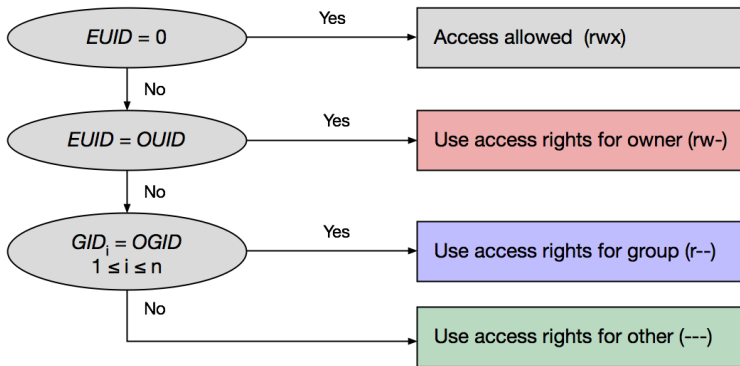 EUID = 0
Yes
Access allowed (rwx)
No
EUID = OUID
Yes
Use access rights for owner (rw-)
No
GIDi = OGID
1 ≤ i ≤ n
Yes
Use access rights for group (r--)
No
Use access rights for other (---)